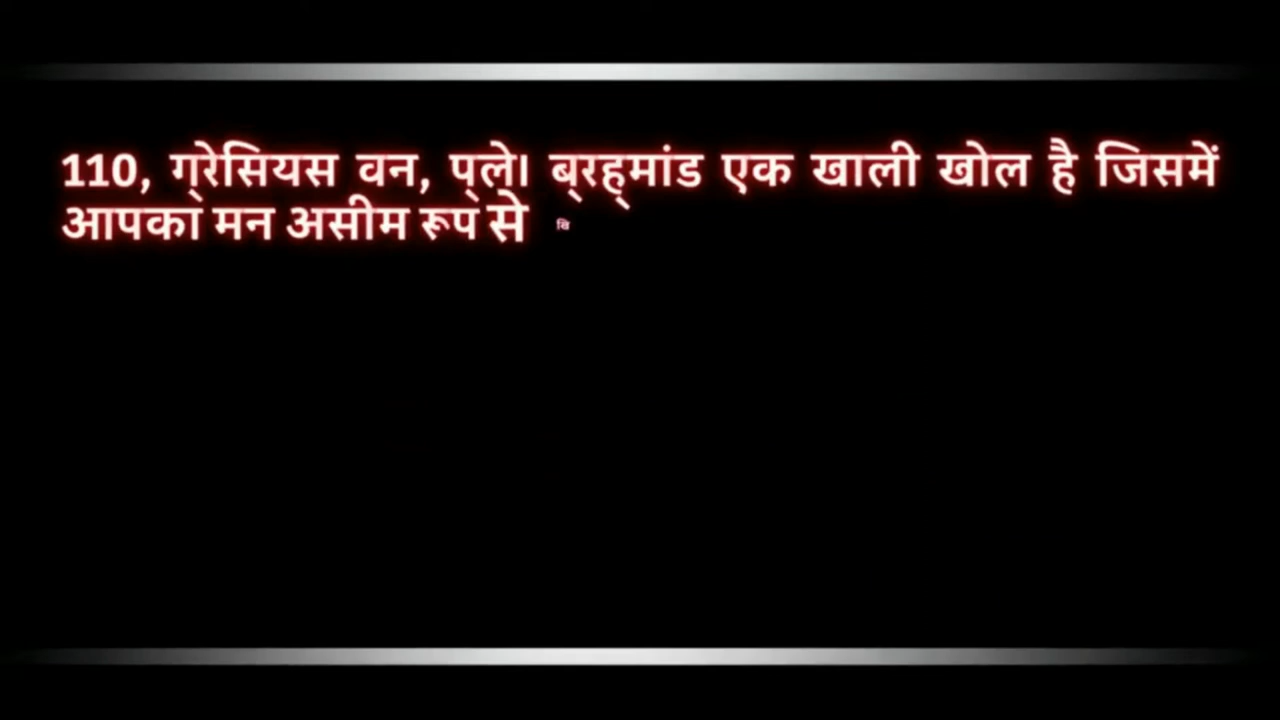 110, ग्रेसियस वन, प्ले। ब्रह्मांड एक खाली खोल है जिसमें
आपका मन असीम रूप से वि